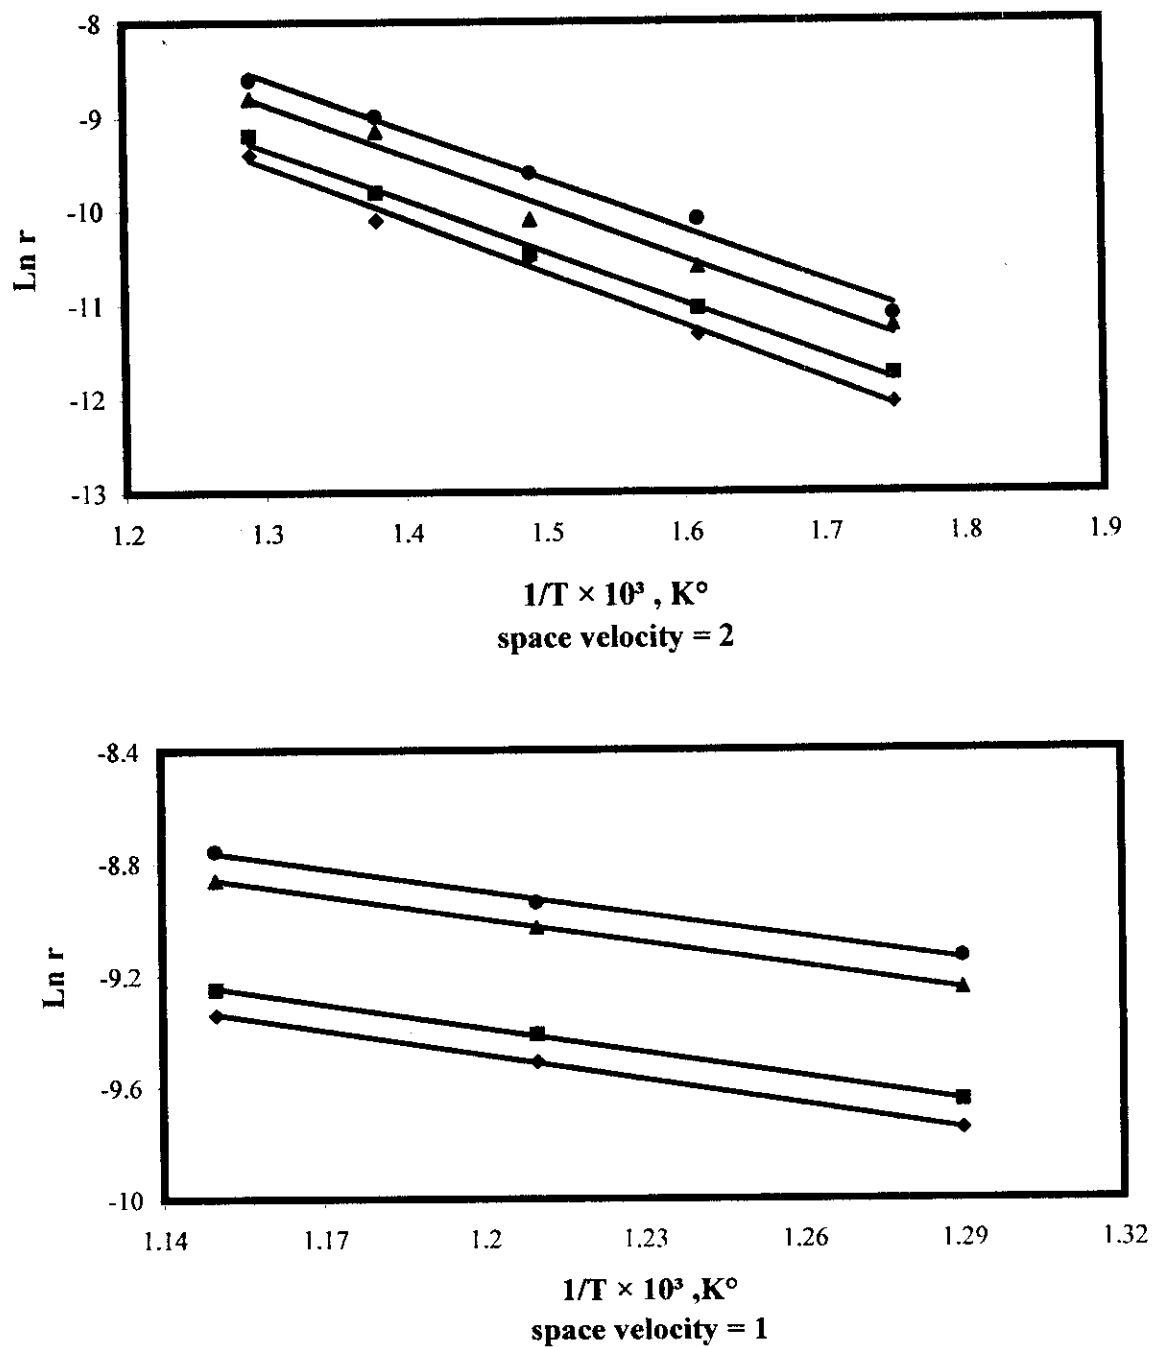 -8
-9
-10
-11
-12
-13
Ln r
1.2 1.3 1.4 1.5 1.6 1.7 1.8 1.9
1/T × 10³ , K°
space velocity = 2
-8.4
-8.8
-9.2
-9.6
-10
Ln r
1.14 1.17 1.2 1.23 1.26 1.29 1.32
1/T × 10³ ,K°
space velocity = 1